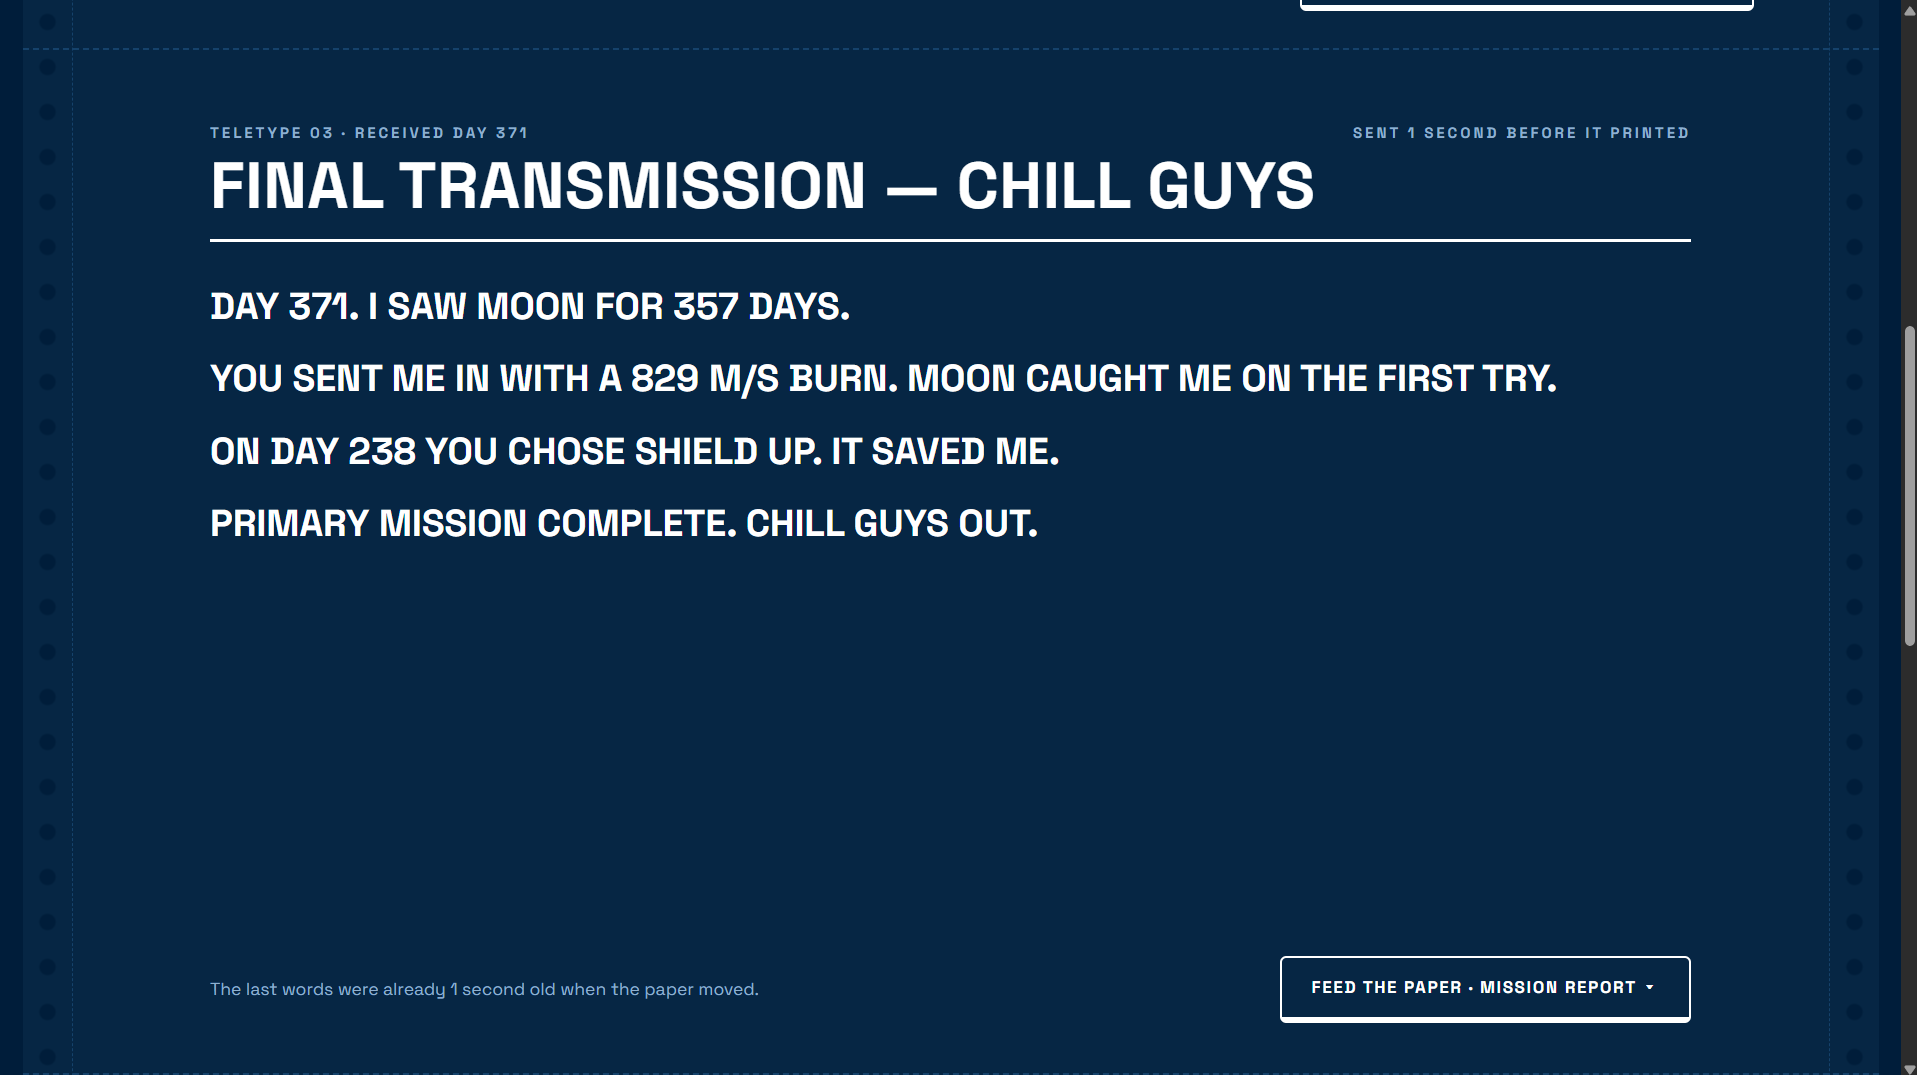 TELETYPE 03 · RECEIVED DAY 371
SENT 1 SECOND BEFORE IT PRINTED
FINAL TRANSMISSION — CHILL GUYS
DAY 371. I SAW MOON FOR 357 DAYS.
YOU SENT ME IN WITH A 829 M/S BURN. MOON CAUGHT ME ON THE FIRST TRY.
ON DAY 238 YOU CHOSE SHIELD UP. IT SAVED ME.
PRIMARY MISSION COMPLETE. CHILL GUYS OUT.
The last words were already 1 second old when the paper moved.
FEED THE PAPER · MISSION REPORT